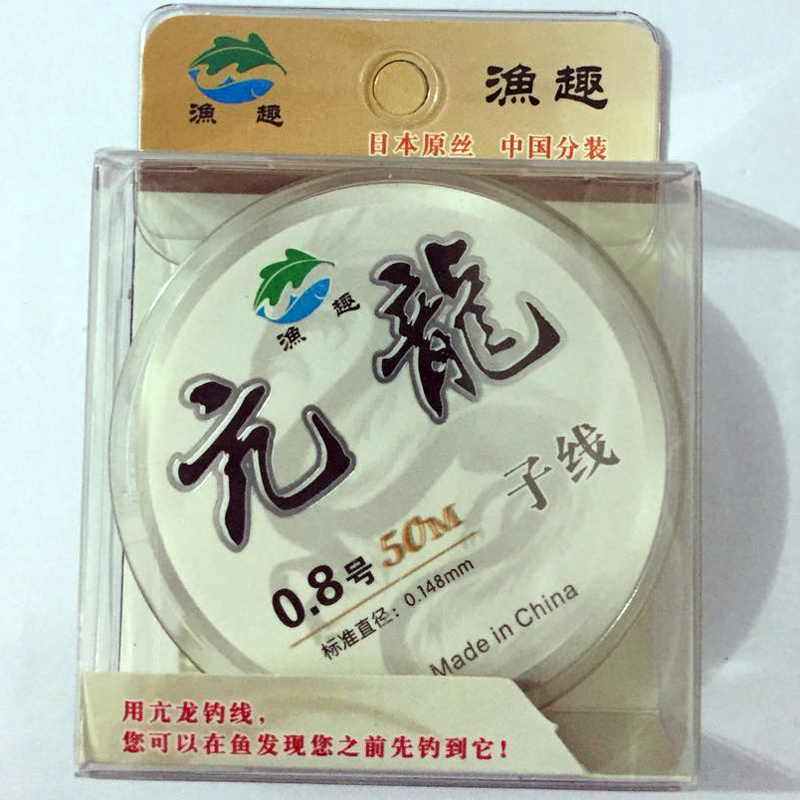 漁趣
漁趣
日本原丝 中国分装
漁趣
亢龍
子线
0.8号 50M
标准直径：0.148mm
Made in China
用亢龙钓线，
您可以在鱼发现您之前先钓到它！